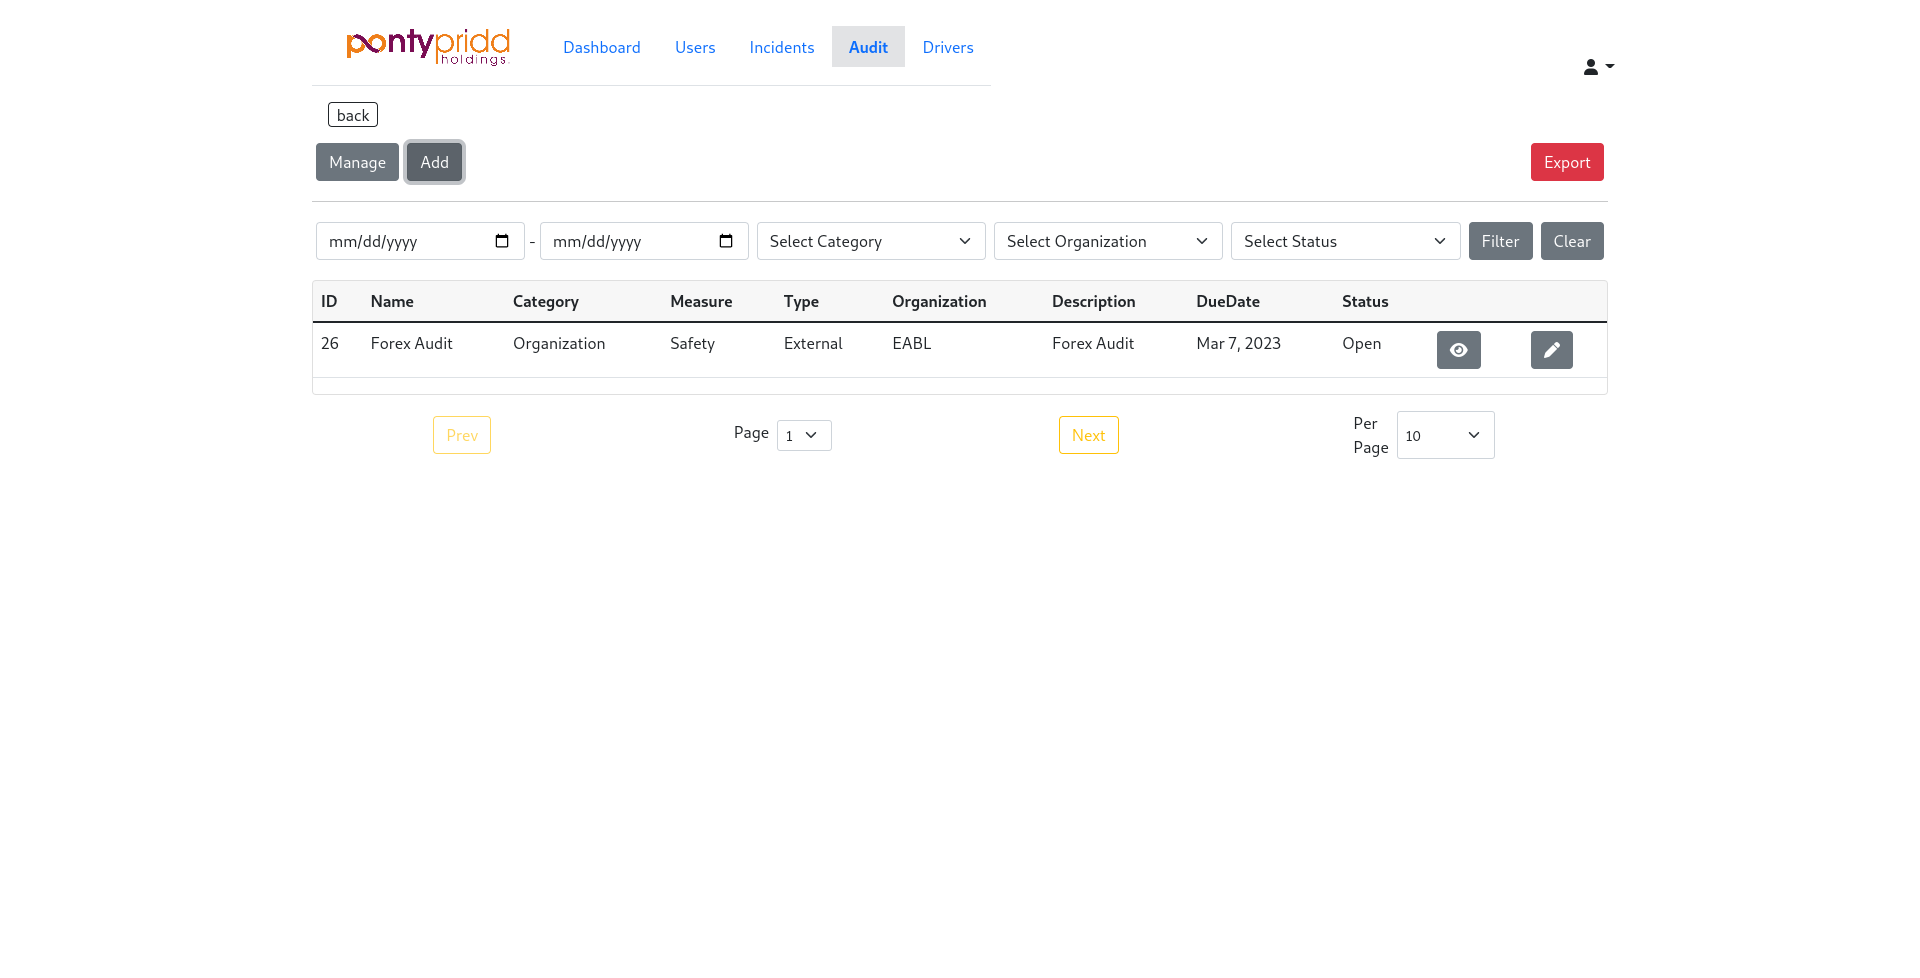 pontypridd holdings Dashboard Users Incidents Audit Drivers
back
Manage Add Export
mm/dd/yyyy - mm/dd/yyyy Select Category Select Organization Select Status Filter Clear
ID Name Category Measure Type Organization Description DueDate Status
26 Forex Audit Organization Safety External EABL Forex Audit Mar 7, 2023 Open
Prev Page 1 Next Per Page 10